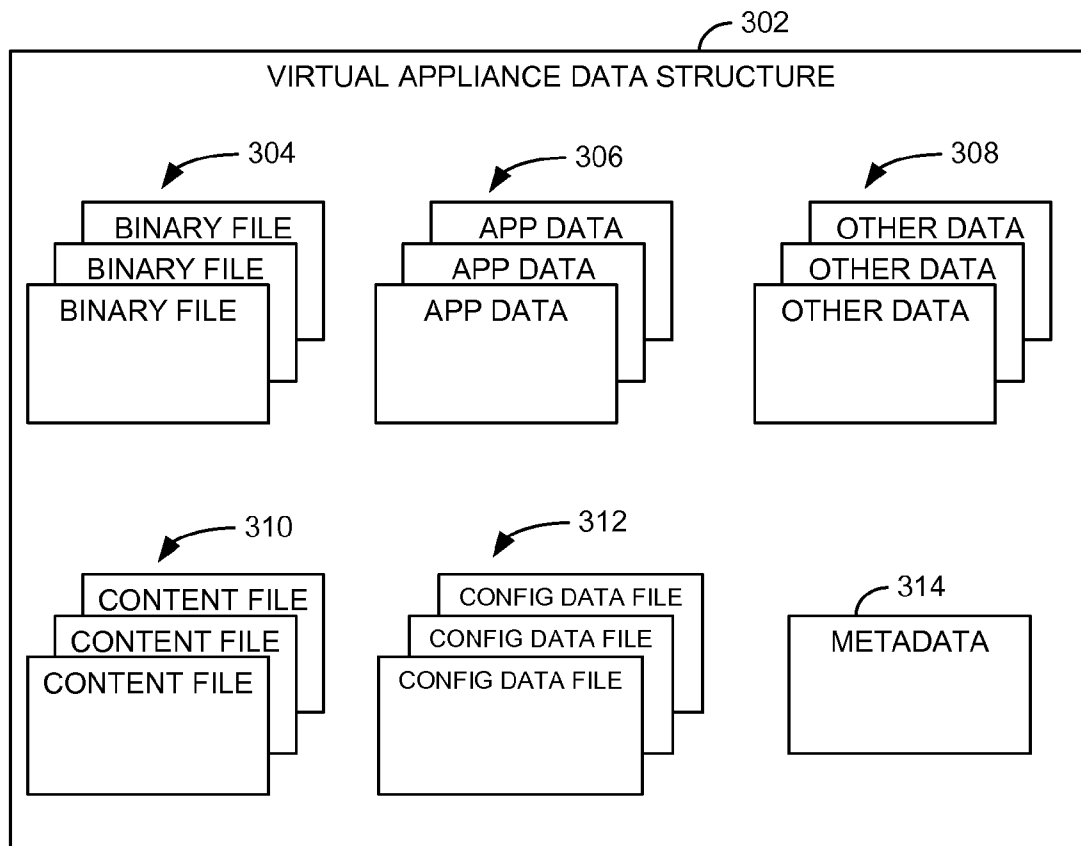 302
VIRTUAL APPLIANCE DATA STRUCTURE
304
BINARY FILE
BINARY FILE
BINARY FILE
306
APP DATA
APP DATA
APP DATA
308
OTHER DATA
OTHER DATA
OTHER DATA
310
CONTENT FILE
CONTENT FILE
CONTENT FILE
312
CONFIG DATA FILE
CONFIG DATA FILE
CONFIG DATA FILE
314
METADATA